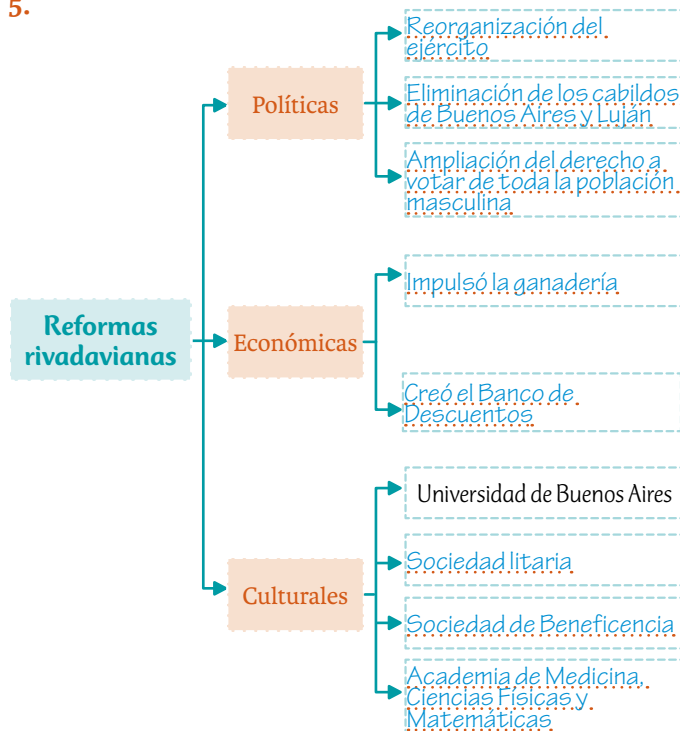 5.
Reorganización del
ejército
Políticas
Eliminación de los cabildos
de Buenos Aires y Luján
Ampliación del derecho a
votar de toda la población
masculina
Impulsó la ganadería
Reformas
rivadavianas
Económicas
Creó el Banco de
Descuentos
Universidad de Buenos Aires
Sociedad litaria
Culturales
Sociedad de Beneficencia
Academia de Medicina,
Ciencias Físicas y
Matemáticas